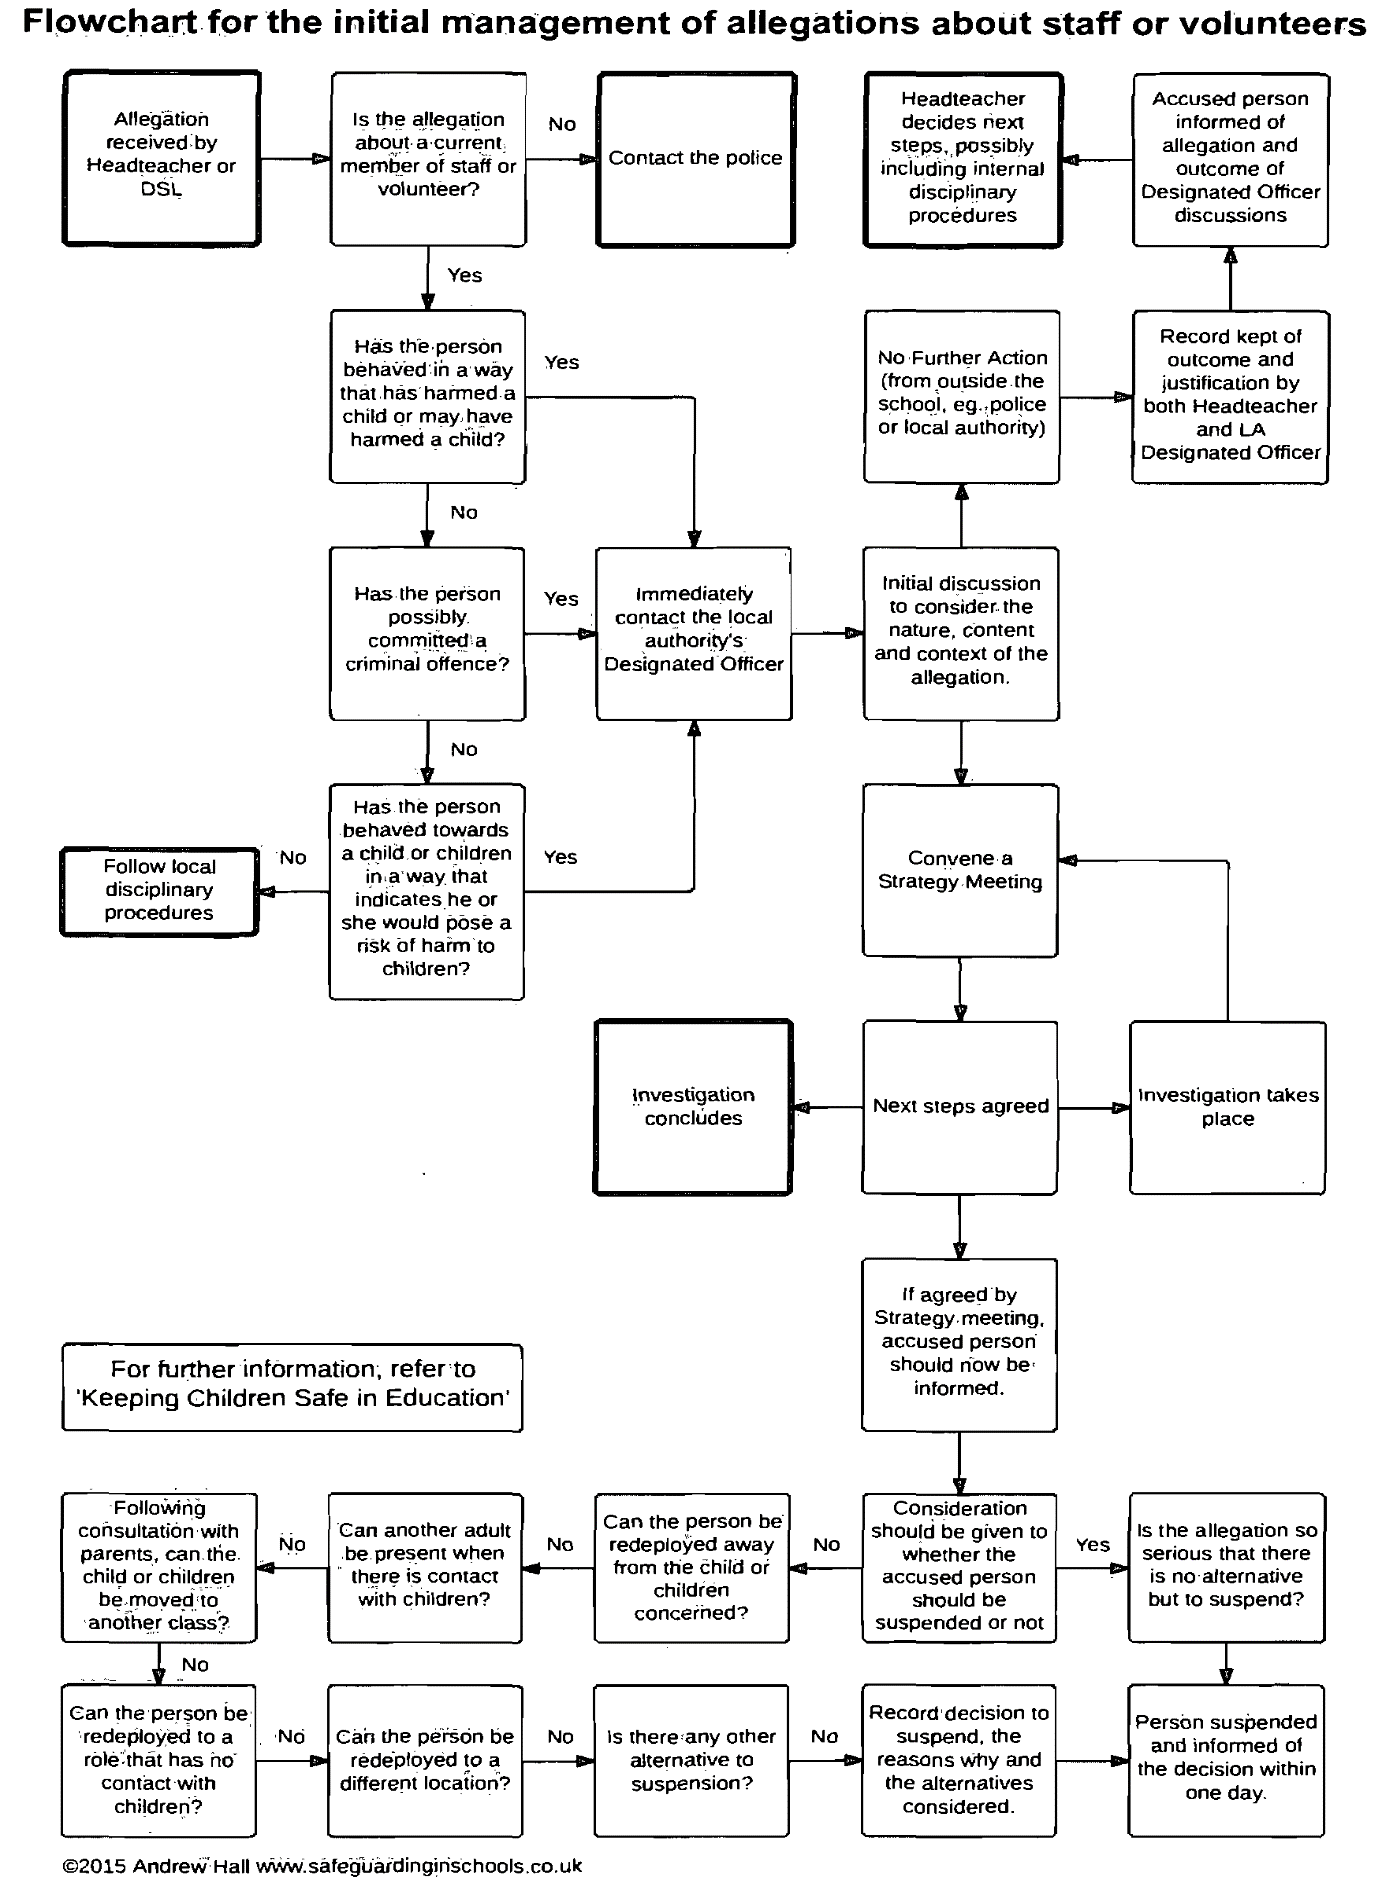 Flowchart for the initial management of allegations about staff or volunteers
Allegation
received by
Headteacher or
DSL
Is the allegation
about a current
member of staff or
volunteer?
No
Contact the police
Headteacher
decides next
steps, possibly
including internal
disciplinary
procedures
Accused person
informed of
allegation and
outcome of
Designated Officer
discussions
Yes
Has the person
behaved in a way
that has harmed a
child or may have
harmed a child?
Yes
No Further Action
(from outside the
school, eg., police
or local authority)
Record kept of
outcome and
justification by
both Headteacher
and LA
Designated Officer
No
Has the person
possibly
committed a
criminal offence?
Yes
Immediately
contact the local
authority's
Designated Officer
Initial discussion
to consider the
nature, content
and context of the
allegation.
No
Follow local
disciplinary
procedures
No
Has the person
behaved towards
a child or children
in a way that
indicates he or
she would pose a
risk of harm to
children?
Yes
Convene a
Strategy Meeting
Investigation
concludes
Next steps agreed
Investigation takes
place
If agreed by
Strategy meeting,
accused person
should now be
informed.
For further information, refer to
'Keeping Children Safe in Education'
Following
consultation with
parents, can the
child or children
be moved to
another class?
No
Can another adult
be present when
there is contact
with children?
No
Can the person be
redeployed away
from the child or
children
concerned?
No
Consideration
should be given to
whether the
accused person
should be
suspended or not
Yes
Is the allegation so
serious that there
is no alternative
but to suspend?
No
Can the person be
redeployed to a
role that has no
contact with
children?
No
Can the person be
redeployed to a
different location?
No
Is there any other
alternative to
suspension?
No
Record decision to
suspend, the
reasons why and
the alternatives
considered.
Person suspended
and informed of
the decision within
one day.
©2015 Andrew Hall www.safeguardinginschools.co.uk